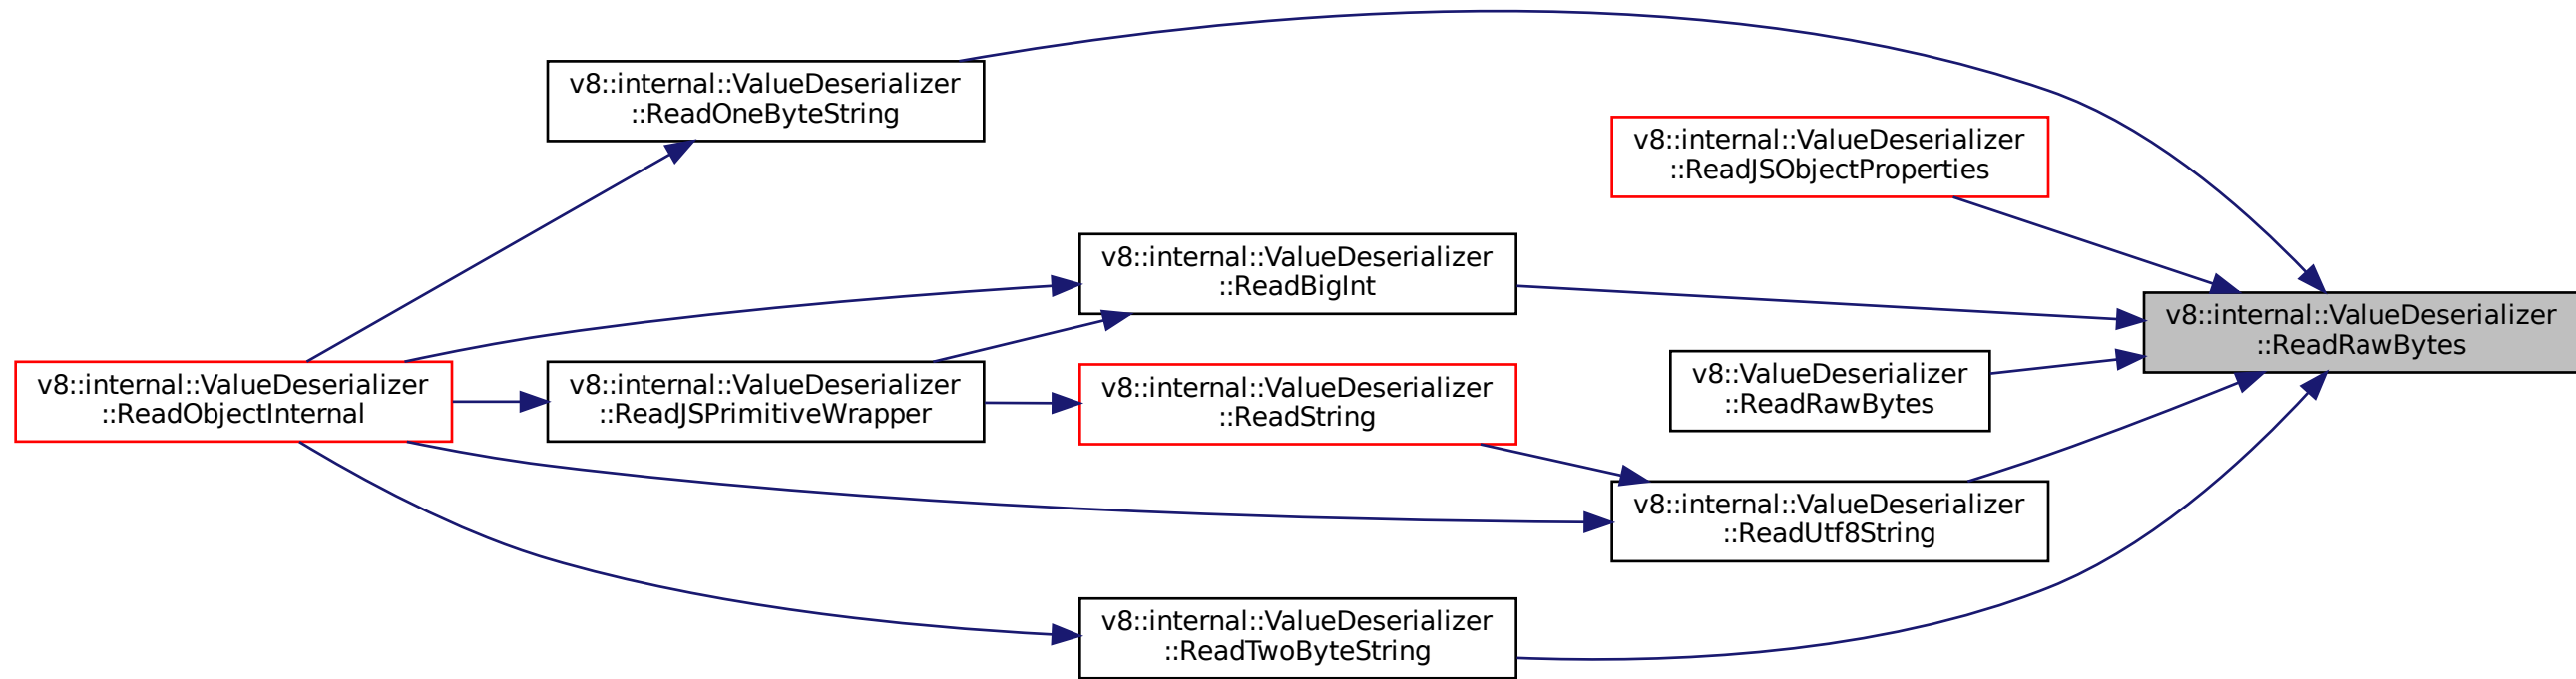 v8::internal::ValueDeserializer
::ReadOneByteString
v8::internal::ValueDeserializer
::ReadJSObjectProperties
v8::internal::ValueDeserializer
::ReadBigInt
v8::internal::ValueDeserializer
::ReadRawBytes
v8::internal::ValueDeserializer
::ReadObjectInternal
v8::internal::ValueDeserializer
::ReadJSPrimitiveWrapper
v8::internal::ValueDeserializer
::ReadString
v8::ValueDeserializer
::ReadRawBytes
v8::internal::ValueDeserializer
::ReadUtf8String
v8::internal::ValueDeserializer
::ReadTwoByteString